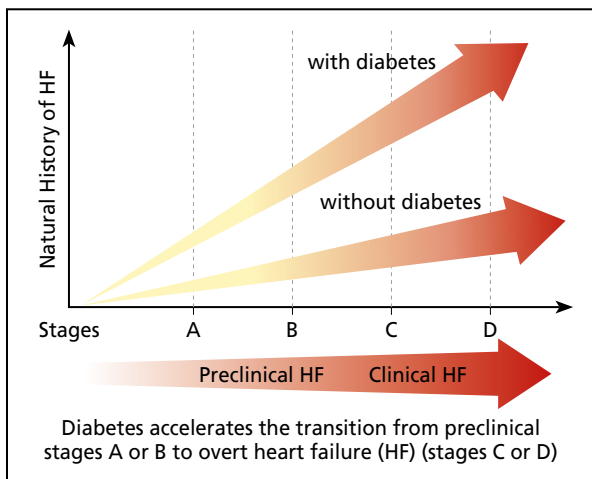 with diabetes
Natural History of HF
without diabetes
Stages A B C D
Preclinical HF Clinical HF
Diabetes accelerates the transition from preclinical
stages A or B to overt heart failure (HF) (stages C or D)